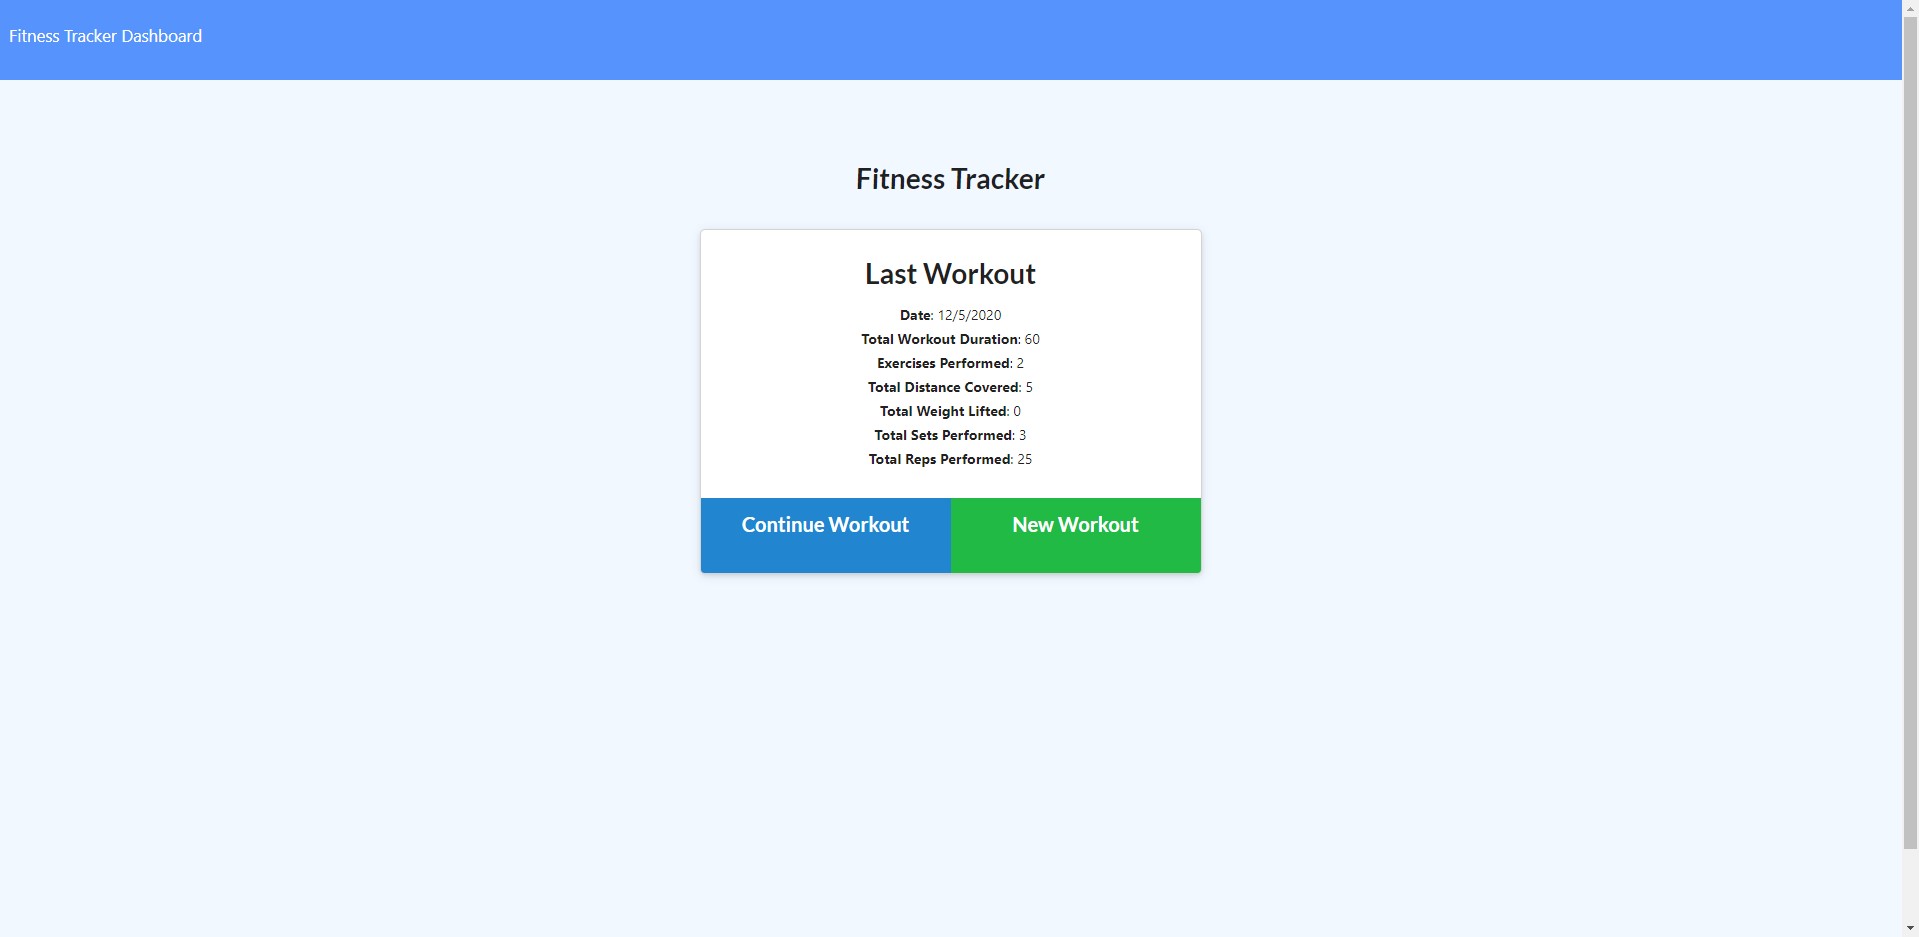 Fitness Tracker Dashboard
Fitness Tracker
Last Workout
Date: 12/5/2020
Total Workout Duration: 60
Exercises Performed: 2
Total Distance Covered: 5
Total Weight Lifted: 0
Total Sets Performed: 3
Total Reps Performed: 25
Continue Workout
New Workout